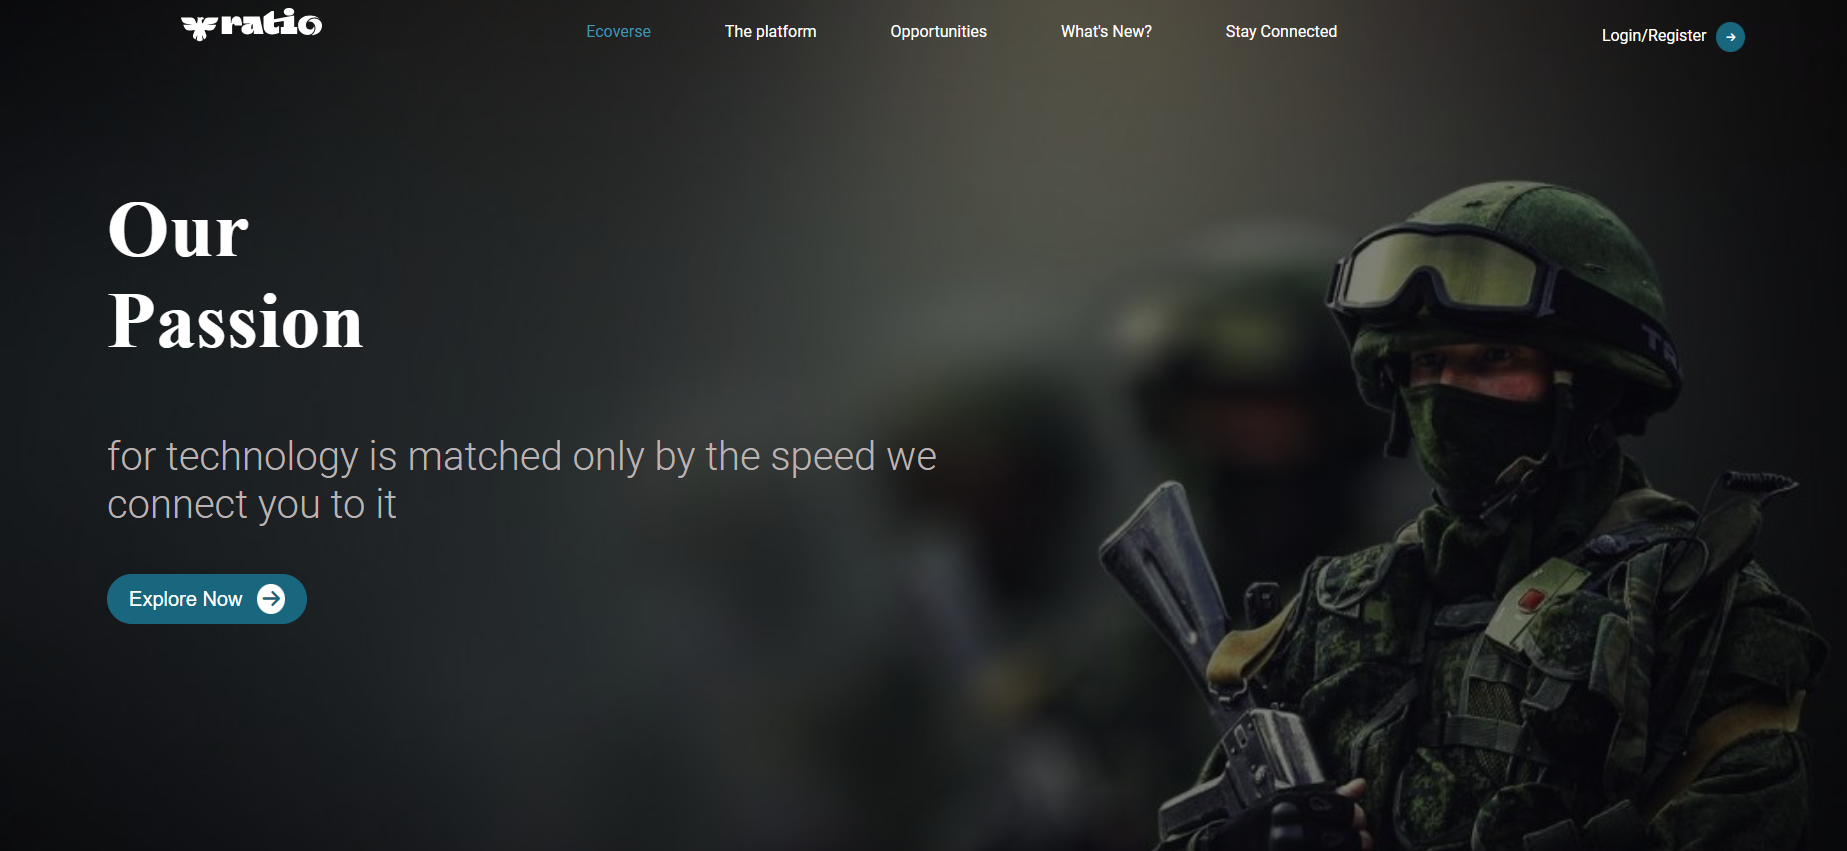 ratio
Ecoverse
The platform
Opportunities
What's New?
Stay Connected
Login/Register
Our
Passion
for technology is matched only by the speed we
connect you to it
Explore Now